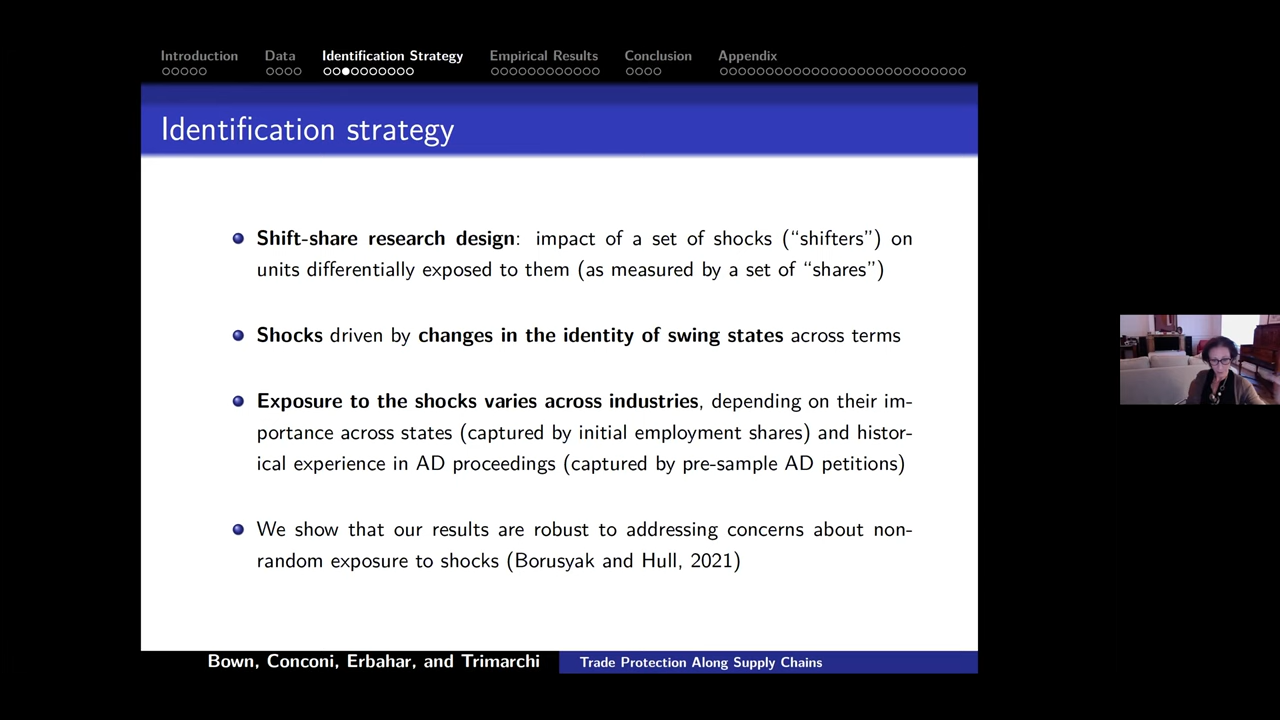 Introduction Data Identification Strategy Empirical Results Conclusion Appendix
Identification strategy
Shift-share research design: impact of a set of shocks (“shifters”) on
units differentially exposed to them (as measured by a set of “shares”)
Shocks driven by changes in the identity of swing states across terms
Exposure to the shocks varies across industries, depending on their im-
portance across states (captured by initial employment shares) and histor-
ical experience in AD proceedings (captured by pre-sample AD petitions)
We show that our results are robust to addressing concerns about non-
random exposure to shocks (Borusyak and Hull, 2021)
Bown, Conconi, Erbahar, and Trimarchi Trade Protection Along Supply Chains